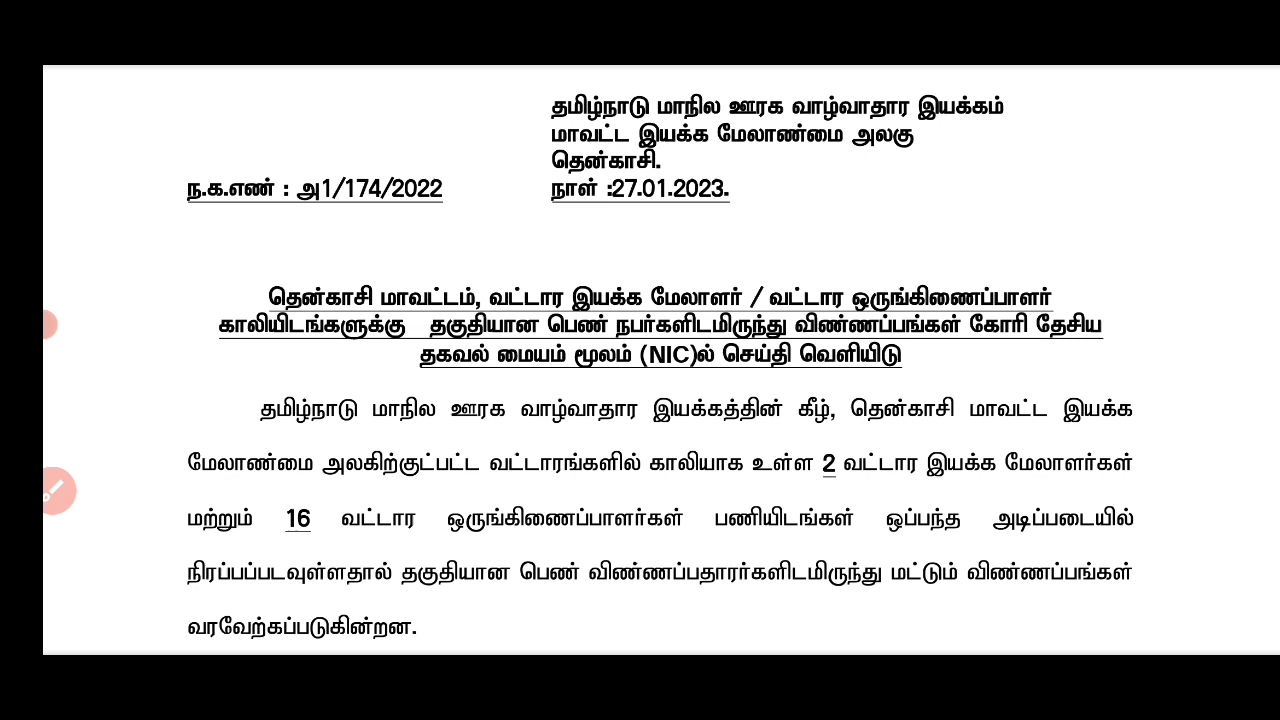 தமிழ்நாடு மாநில ஊரக வாழ்வாதார இயக்கம்
மாவட்ட இயக்க மேலாண்மை அலகு
தென்காசி.
ந.க.எண் : அ1/174/2022 நாள் :27.01.2023.
தென்காசி மாவட்டம், வட்டார இயக்க மேலாளர் / வட்டார ஒருங்கிணைப்பாளர்
காலியிடங்களுக்கு தகுதியான பெண் நபர்களிடமிருந்து விண்ணப்பங்கள் கோரி தேசிய
தகவல் மையம் மூலம் (NIC)ல் செய்தி வெளியிடு
தமிழ்நாடு மாநில ஊரக வாழ்வாதார இயக்கத்தின் கீழ், தென்காசி மாவட்ட இயக்க
மேலாண்மை அலகிற்குட்பட்ட வட்டாரங்களில் காலியாக உள்ள 2 வட்டார இயக்க மேலாளர்கள்
மற்றும் 16 வட்டார ஒருங்கிணைப்பாளர்கள் பணியிடங்கள் ஒப்பந்த அடிப்படையில்
நிரப்பப்படவுள்ளதால் தகுதியான பெண் விண்ணப்பதாரர்களிடமிருந்து மட்டும் விண்ணப்பங்கள்
வரவேற்கப்படுகின்றன.